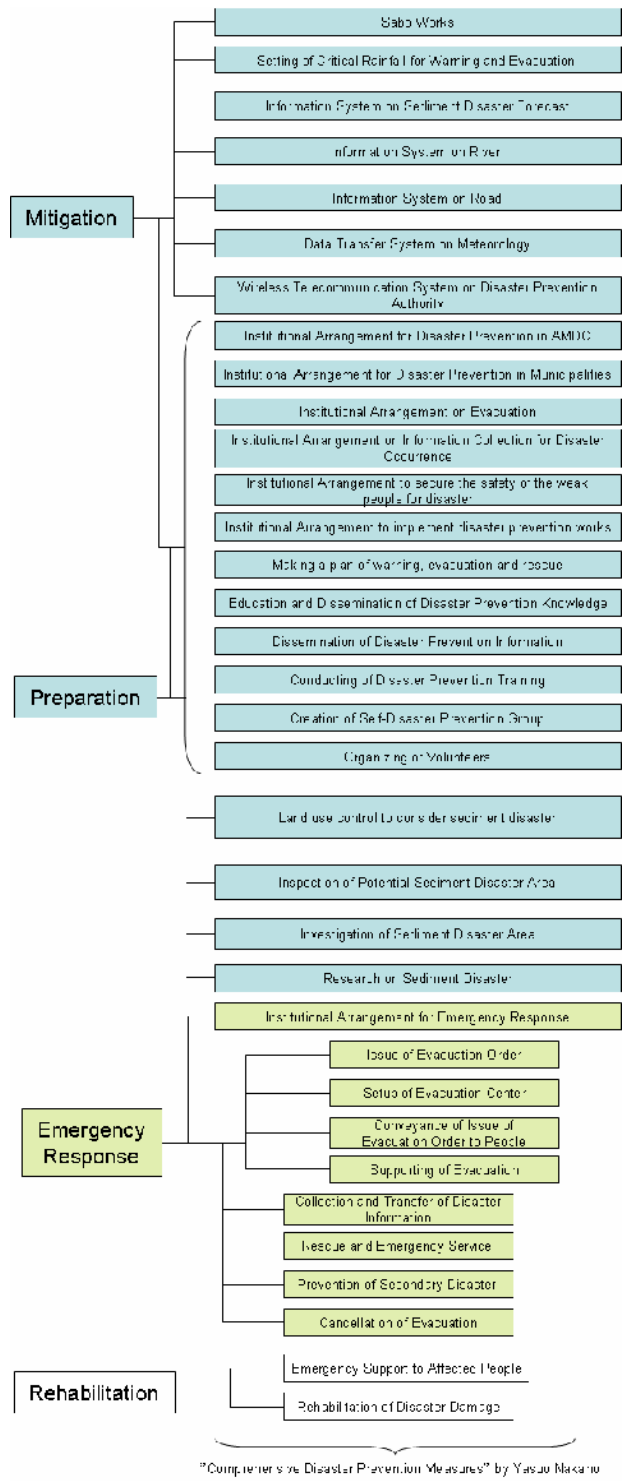 Sabo Works
Setting of Critical Rainfall for Warning and Evacuation
Information System on Sediment Disaster Forecast
Information System on River
Mitigation
Information System on Road
Data Transfer System on Meteorology
Wireless Telecommunication System on Disaster Prevention
Authority
Institutional Arrangement for Disaster Prevention in AMDC
Institutional Arrangement for Disaster Prevention in Municipalities
Institutional Arrangement on Evacuation
Institutional Arrangement on Information Collection for Disaster
Occurrence
Institutional Arrangement to secure the safety of the weak
people for disaster
Institutional Arrangement to implement disaster prevention works
Making a plan of warning, evacuation and rescue
Education and Dissemination of Disaster Prevention Knowledge
Dissemination of Disaster Prevention Information
Preparation
Conducting of Disaster Prevention Training
Creation of Self-Disaster Prevention Group
Organizing of Volunteers
Land use control to consider sediment disaster
Inspection of Potential Sediment Disaster Area
Investigation of Sediment Disaster Area
Research on Sediment Disaster
Institutional Arrangement for Emergency Response
Issue of Evacuation Order
Setup of Evacuation Center
Emergency
Response
Conveyance of Issue of
Evacuation Order to People
Supporting of Evacuation
Collection and Transfer of Disaster
Information
Rescue and Emergency Service
Prevention of Secondary Disaster
Cancellation of Evacuation
Emergency Support to Affected People
Rehabilitation
Rehabilitation of Disaster Damage
"Comprehensive Disaster Prevention Measures" by Yasuo Nakano